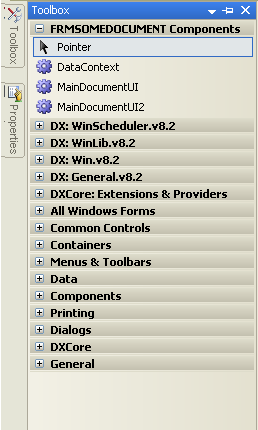 Toolbox
Toolbox
Properties
FRMSOMEDOCUMENT Components
Pointer
DataContext
MainDocumentUI
MainDocumentUI2
DX: WinScheduler.v8.2
DX: WinLib.v8.2
DX: Win.v8.2
DX: General.v8.2
DXCore: Extensions & Providers
All Windows Forms
Common Controls
Containers
Menus & Toolbars
Data
Components
Printing
Dialogs
DXCore
General